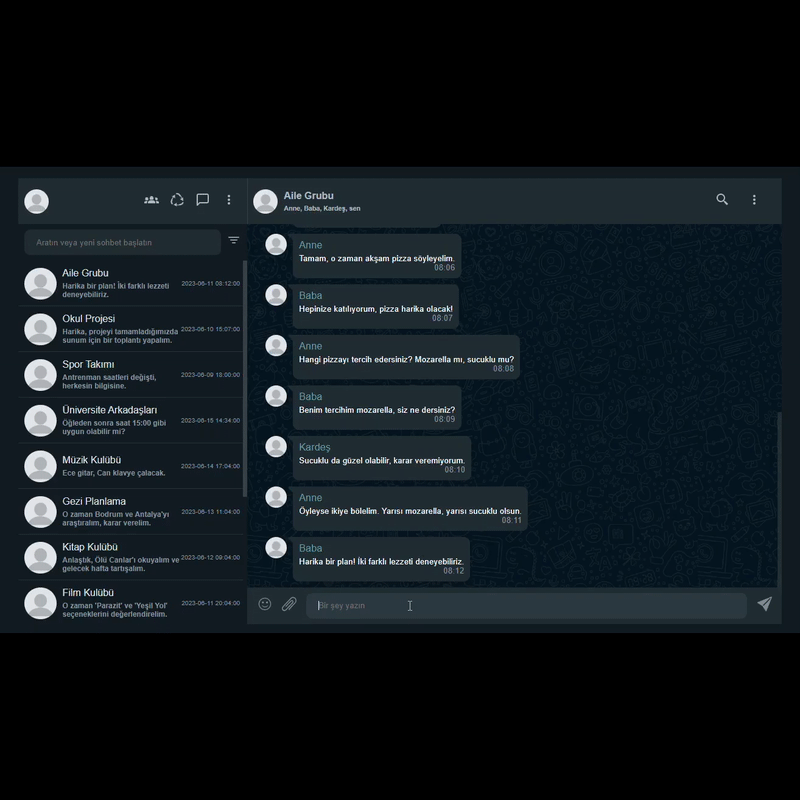 Aratın veya yeni sohbet başlatın
Aile Grubu
Harika bir plan! İki farklı lezzeti
deneyebiliriz.
2023-06-11 08:12:00
Okul Projesi
Harika, projeyi tamamladığımızda
sunum için bir toplantı yapalım.
2023-06-10 15:07:00
Spor Takımı
Antrenman saatleri değişti,
herkesin bilgisine.
2023-06-09 18:00:00
Üniversite Arkadaşları
Öğleden sonra saat 15:00 gibi
uygun olabilir mi?
2023-06-15 14:34:00
Müzik Kulübü
Ece gitar, Can klavye çalacak.
2023-06-14 17:04:00
Gezi Planlama
O zaman Bodrum ve Antalya'yı
araştıralım, karar verelim.
2023-06-13 11:04:00
Kitap Kulübü
Anlaştık, Ölü Canlar'ı okuyalım ve
gelecek hafta tartışalım.
2023-06-12 09:04:00
Film Kulübü
O zaman 'Parazit' ve 'Yeşil Yol'
seçeneklerini değerlendirelim.
2023-06-11 20:04:00
Aile Grubu
Anne, Baba, Kardeş, sen
Anne
Tamam, o zaman akşam pizza söyleyelim.
08:06
Baba
Hepinize katılıyorum, pizza harika olacak!
08:07
Anne
Hangi pizzayı tercih edersiniz? Mozarella mı, sucuklu mu?
08:08
Baba
Benim tercihim mozarella, siz ne dersiniz?
08:09
Kardeş
Sucuklu da güzel olabilir, karar veremiyorum.
08:10
Anne
Öyleyse ikiye bölelim. Yarısı mozarella, yarısı sucuklu olsun.
08:11
Baba
Harika bir plan! İki farklı lezzeti deneyebiliriz.
08:12
Bir şey yazın